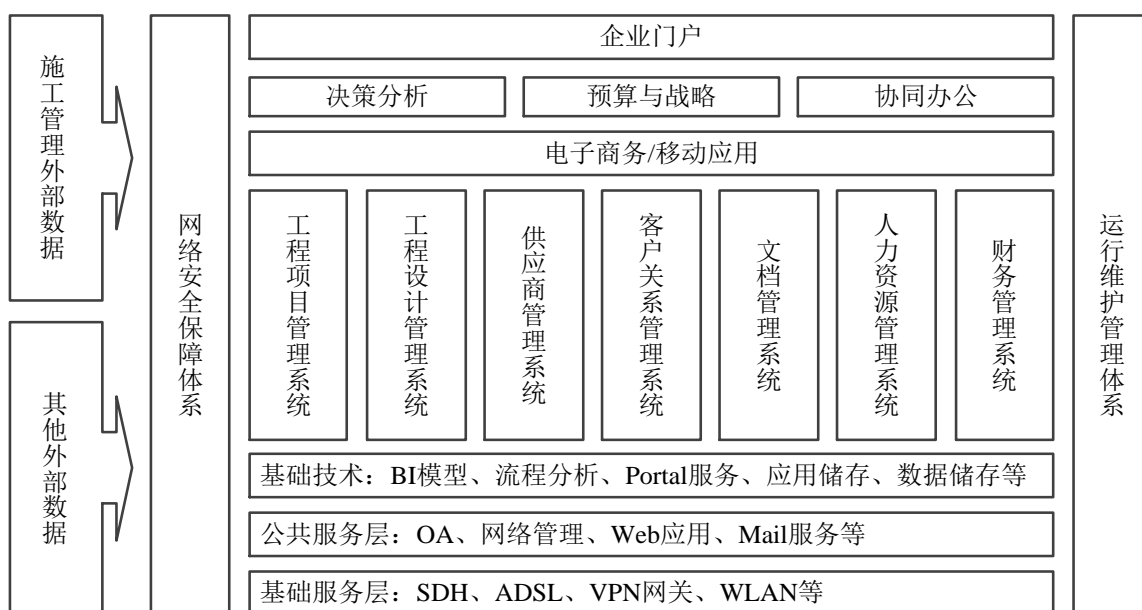 施工管理外部数据
其他外部数据
网络安全保障体系
企业门户
决策分析
预算与战略
协同办公
电子商务/移动应用
工程项目管理系统
工程设计管理系统
供应商管理系统
客户关系管理系统
文档管理系统
人力资源管理系统
财务管理系统
基础技术：BI模型、流程分析、Portal服务、应用储存、数据储存等
公共服务层：OA、网络管理、Web应用、Mail服务等
基础服务层：SDH、ADSL、VPN网关、WLAN等
运行维护管理体系